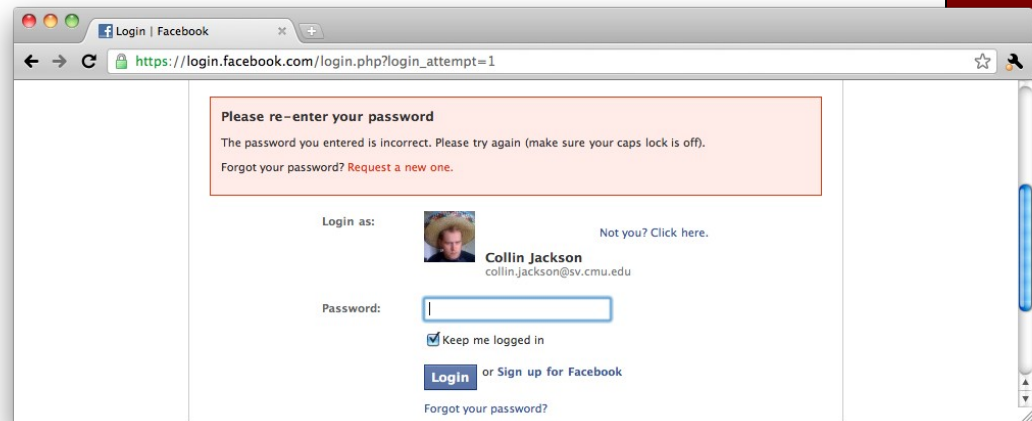 Login | Facebook
https://login.facebook.com/login.php?login_attempt=1
Please re-enter your password
The password you entered is incorrect. Please try again (make sure your caps lock is off).
Forgot your password? Request a new one.
Login as:
Not you? Click here.
Collin Jackson
collin.jackson@sv.cmu.edu
Password:
Keep me logged in
Login or Sign up for Facebook
Forgot your password?